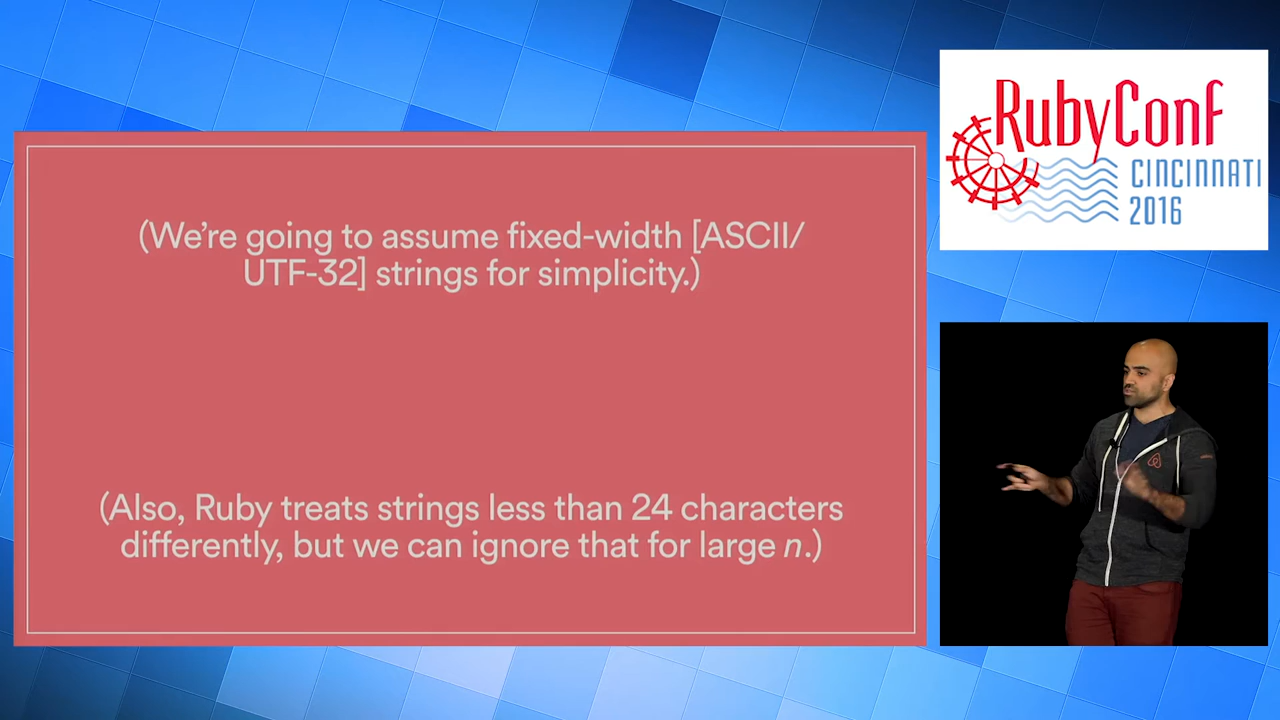 (We’re going to assume fixed-width [ASCII/
UTF-32] strings for simplicity.)
(Also, Ruby treats strings less than 24 characters
differently, but we can ignore that for large n.)
RubyConf
CINCINNATI
2016